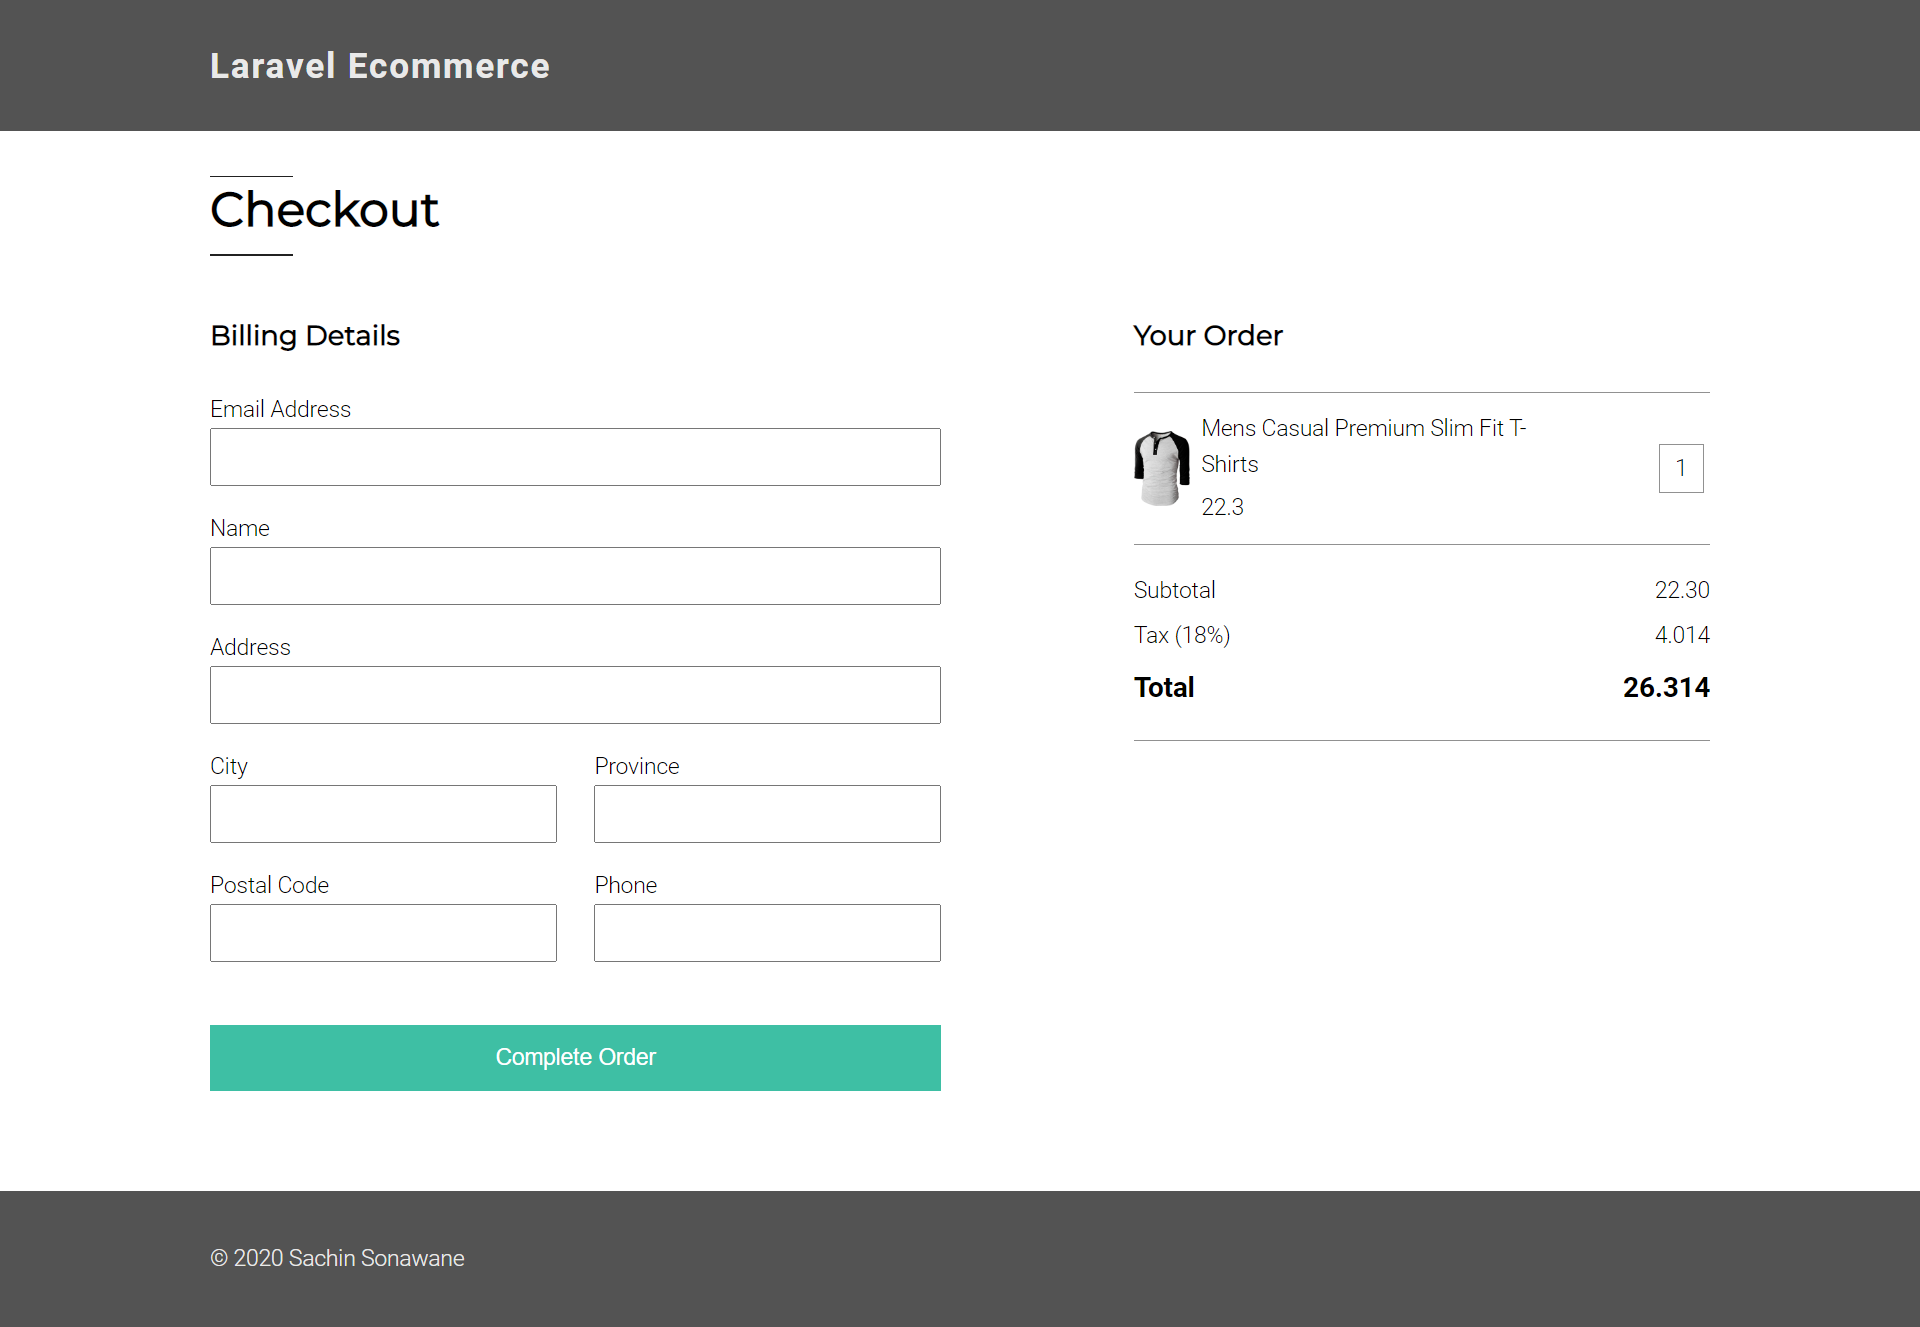 Laravel Ecommerce
Checkout
Billing Details
Email Address
Name
Address
City
Province
Postal Code
Phone
Complete Order
Your Order
Mens Casual Premium Slim Fit T-
Shirts
22.3
1
Subtotal 22.30
Tax (18%) 4.014
Total 26.314
© 2020 Sachin Sonawane